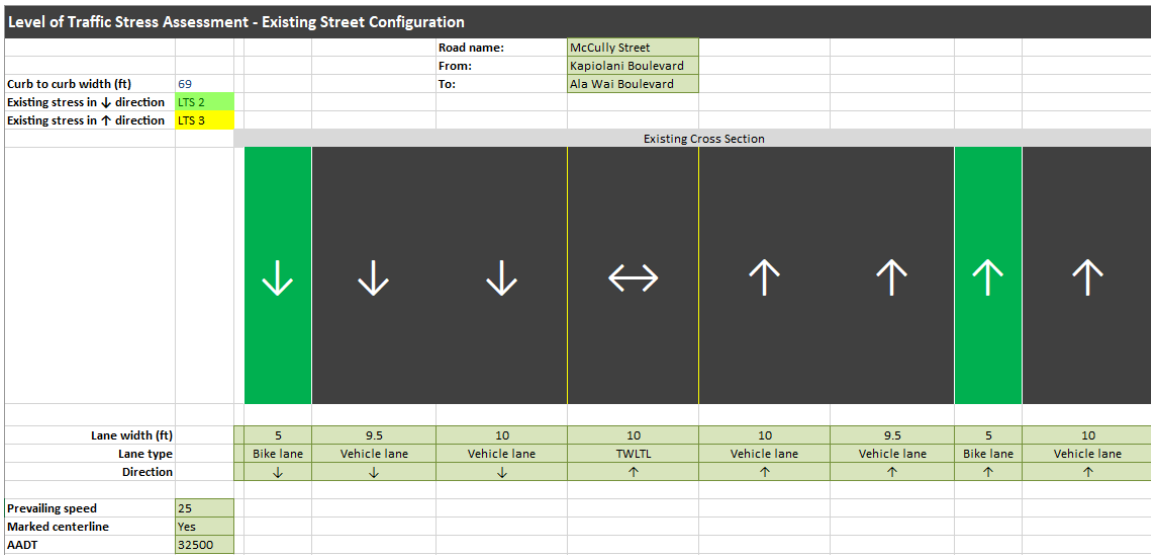 Level of Traffic Stress Assessment - Existing Street Configuration
Road name: McCully Street
From: Kapiolani Boulevard
Curb to curb width (ft) 69 To: Ala Wai Boulevard
Existing stress in ↓ direction LTS 2
Existing stress in ↑ direction LTS 3
Existing Cross Section
↓ ↓ ↓ ↔ ↑ ↑ ↑ ↑
Lane width (ft) 5 9.5 10 10 10 9.5 5 10
Lane type Bike lane Vehicle lane Vehicle lane TWLTL Vehicle lane Vehicle lane Bike lane Vehicle lane
Direction ↓ ↓ ↓ ↑ ↑ ↑ ↑ ↑
Prevailing speed 25
Marked centerline Yes
AADT 32500